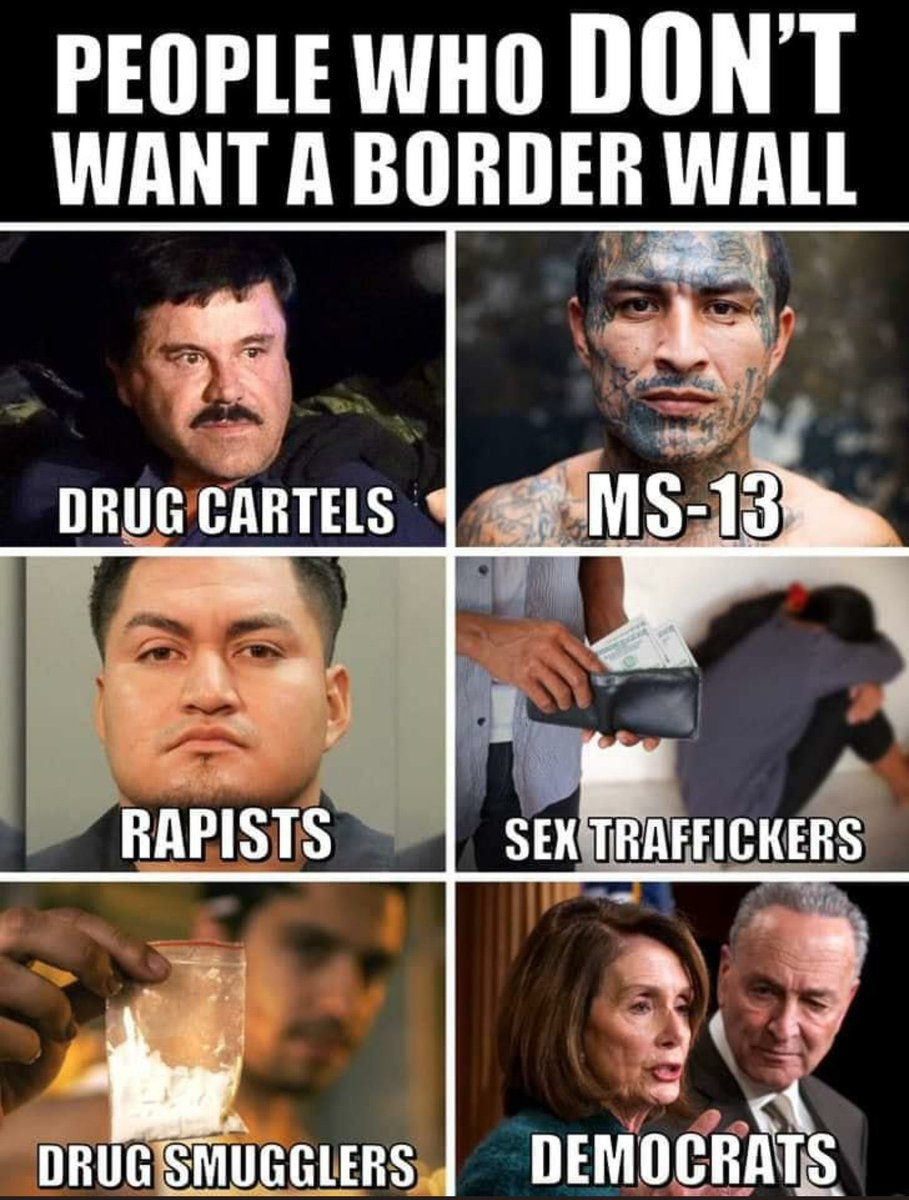 PEOPLE WHO DON'T
WANT A BORDER WALL
DRUG CARTELS
MS-13
RAPISTS
SEX TRAFFICKERS
DRUG SMUGGLERS
DEMOCRATS